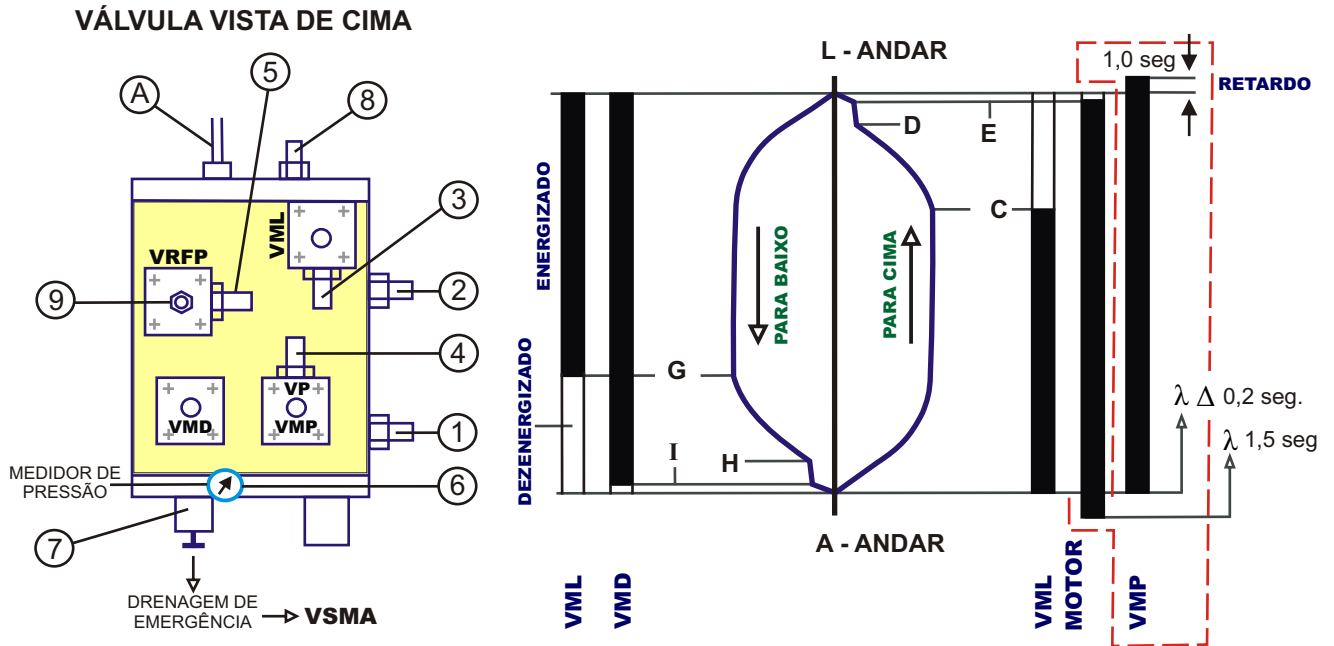 VÁLVULA VISTA DE CIMA
A
8
5
3
VML
VRFP
9
2
4
VP
VMD
VMP
1
MEDIDOR DE
PRESSÃO
6
7
DRENAGEM DE
EMERGÊNCIA
VSMA
L - ANDAR
1,0 seg
RETARDO
D
E
C
ENERGIZADO
PARA BAIXO
PARA CIMA
G
DEZENERGIZADO
I
H
λ Δ 0,2 seg.
λ 1,5 seg
A - ANDAR
VML
VMD
VML
MOTOR
VMP